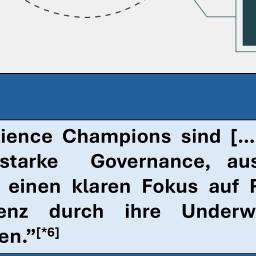 ience Champions sind [...
starke Governance, aus
einen klaren Fokus auf
enz durch ihre Underw
en.”[*6]